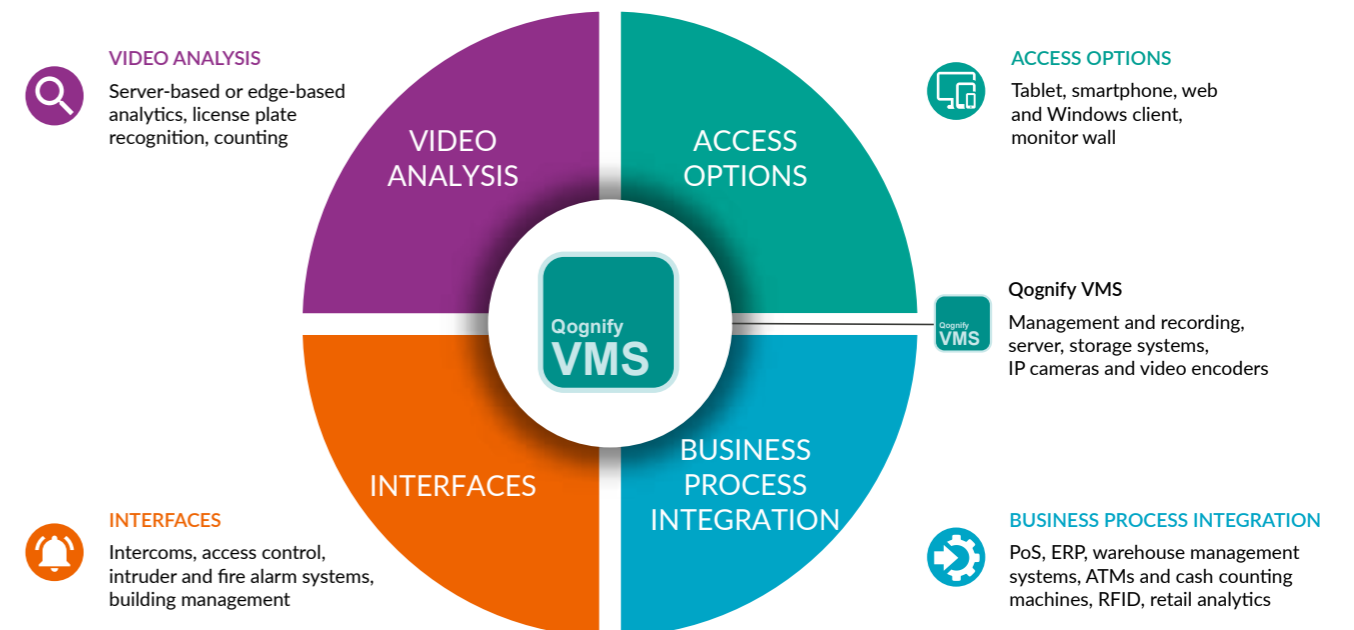 VIDEO ANALYSIS
Server-based or edge-based
analytics, license plate
recognition, counting
VIDEO
ANALYSIS
ACCESS
OPTIONS
ACCESS OPTIONS
Tablet, smartphone, web
and Windows client,
monitor wall
Qognify
VMS
Qognify
VMS
Qognify VMS
Management and recording,
server, storage systems,
IP cameras and video encoders
INTERFACES
Intercoms, access control,
intruder and fire alarm systems,
building management
INTERFACES
BUSINESS
PROCESS
INTEGRATION
BUSINESS PROCESS INTEGRATION
PoS, ERP, warehouse management
systems, ATMs and cash counting
machines, RFID, retail analytics